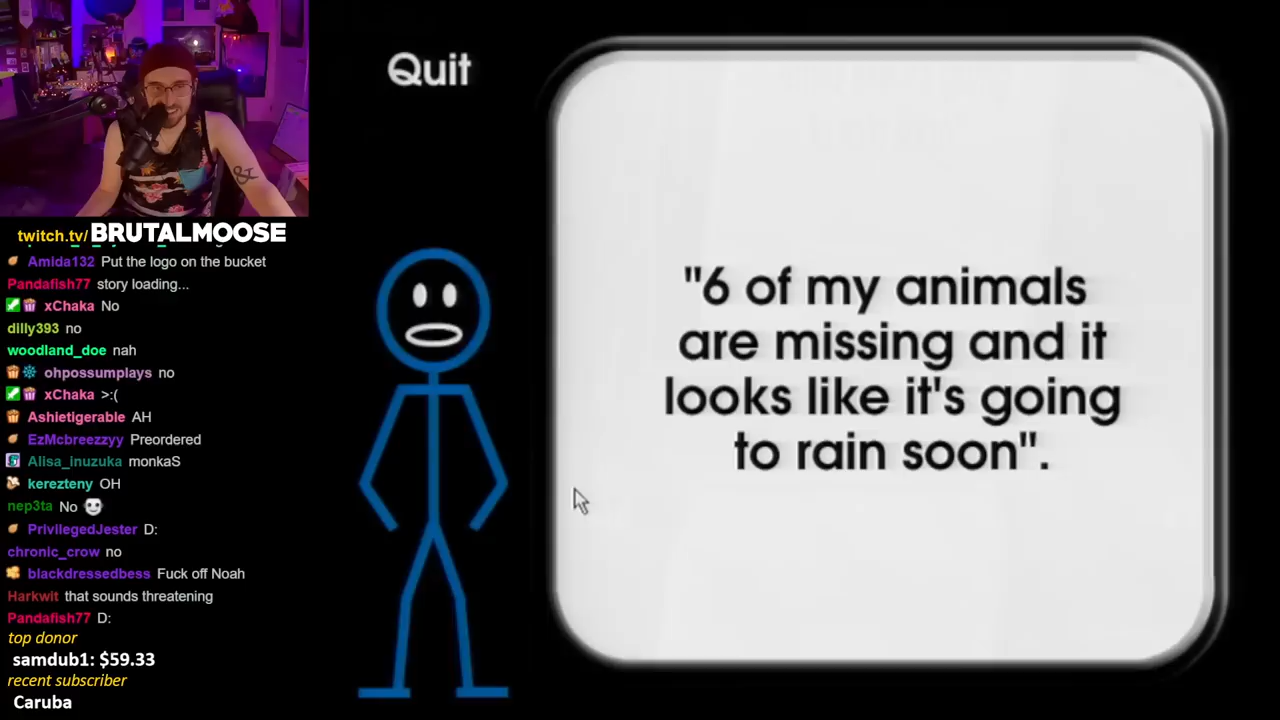 Quit
"6 of my animals
are missing and it
looks like it's going
to rain soon".
twitch.tv/BRUTALMOOSE
Amida132 Put the logo on the bucket
Pandafish77 story loading...
xChaka No
dilly393 no
woodland_doe nah
ohpossumplays no
xChaka >:(
Ashietigerable AH
EzMcbreezzyy Preordered
Alisa_inuzuka monkaS
kerezteny OH
nep3ta No
PrivilegedJester D:
chronic_crow no
blackdressedbess Fuck off Noah
Harkwit that sounds threatening
Pandafish77 D:
top donor
samdub1: $59.33
recent subscriber
Caruba